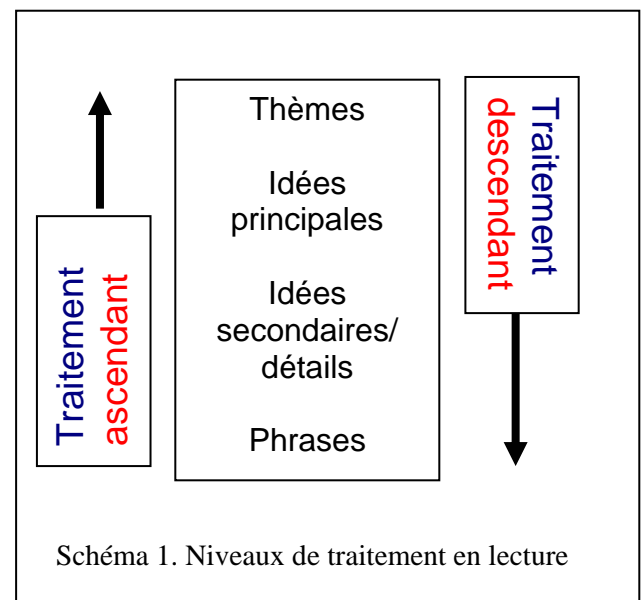 Traitement
ascendant
Thèmes
Idées
principales
Idées
secondaires/
détails
Phrases
Traitement
descendant
Schéma 1. Niveaux de traitement en lecture